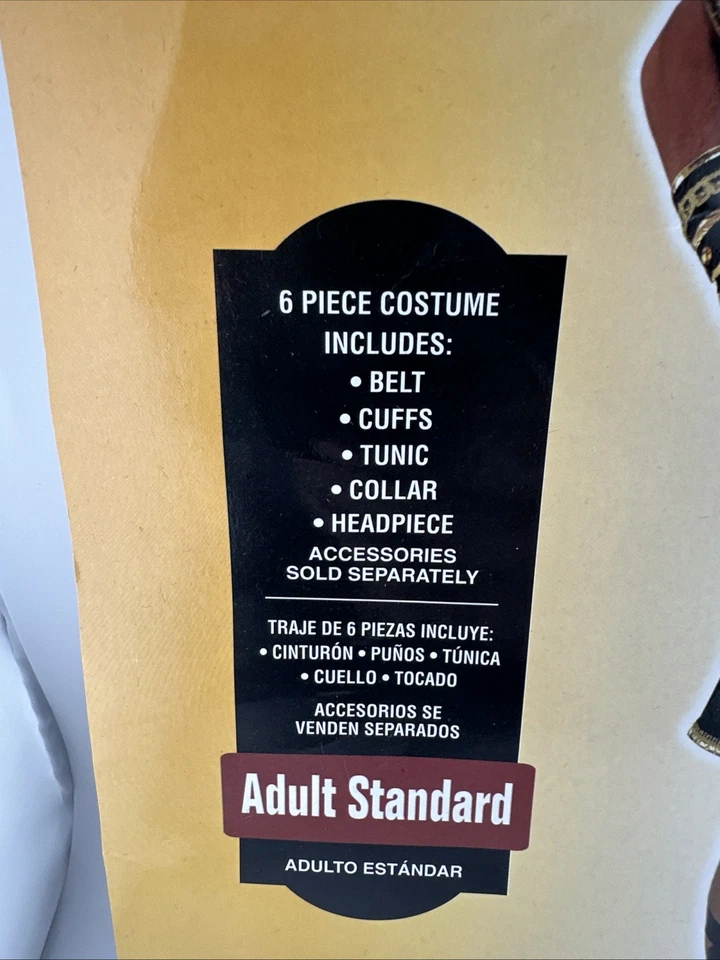 6 PIECE COSTUME
INCLUDES:
• BELT
• CUFFS
• TUNIC
• COLLAR
• HEADPIECE
ACCESSORIES
SOLD SEPARATELY
TRAJE DE 6 PIEZAS INCLUYE:
• CINTURÓN • PUÑOS • TÚNICA
• CUELLO • TOCADO
ACCESORIOS SE
VENDEN SEPARADOS
Adult Standard
ADULTO ESTÁNDAR